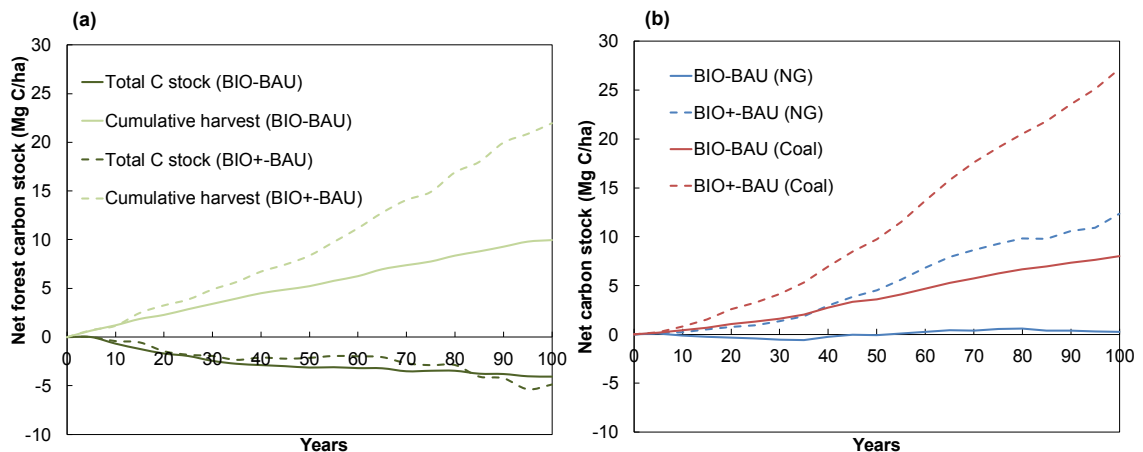 (a)
Net forest carbon stock (Mg C/ha)
30
25
20
15
10
5
0
-5
-10
Total C stock (BIO-BAU)
Cumulative harvest (BIO-BAU)
Total C stock (BIO+-BAU)
Cumulative harvest (BIO+-BAU)
0 10 20 30 40 50 60 70 80 90 100
Years
(b)
Net carbon stock (Mg C/ha)
30
25
20
15
10
5
0
-5
-10
BIO-BAU (NG)
BIO+-BAU (NG)
BIO-BAU (Coal)
BIO+-BAU (Coal)
0 10 20 30 40 50 60 70 80 90 100
Years